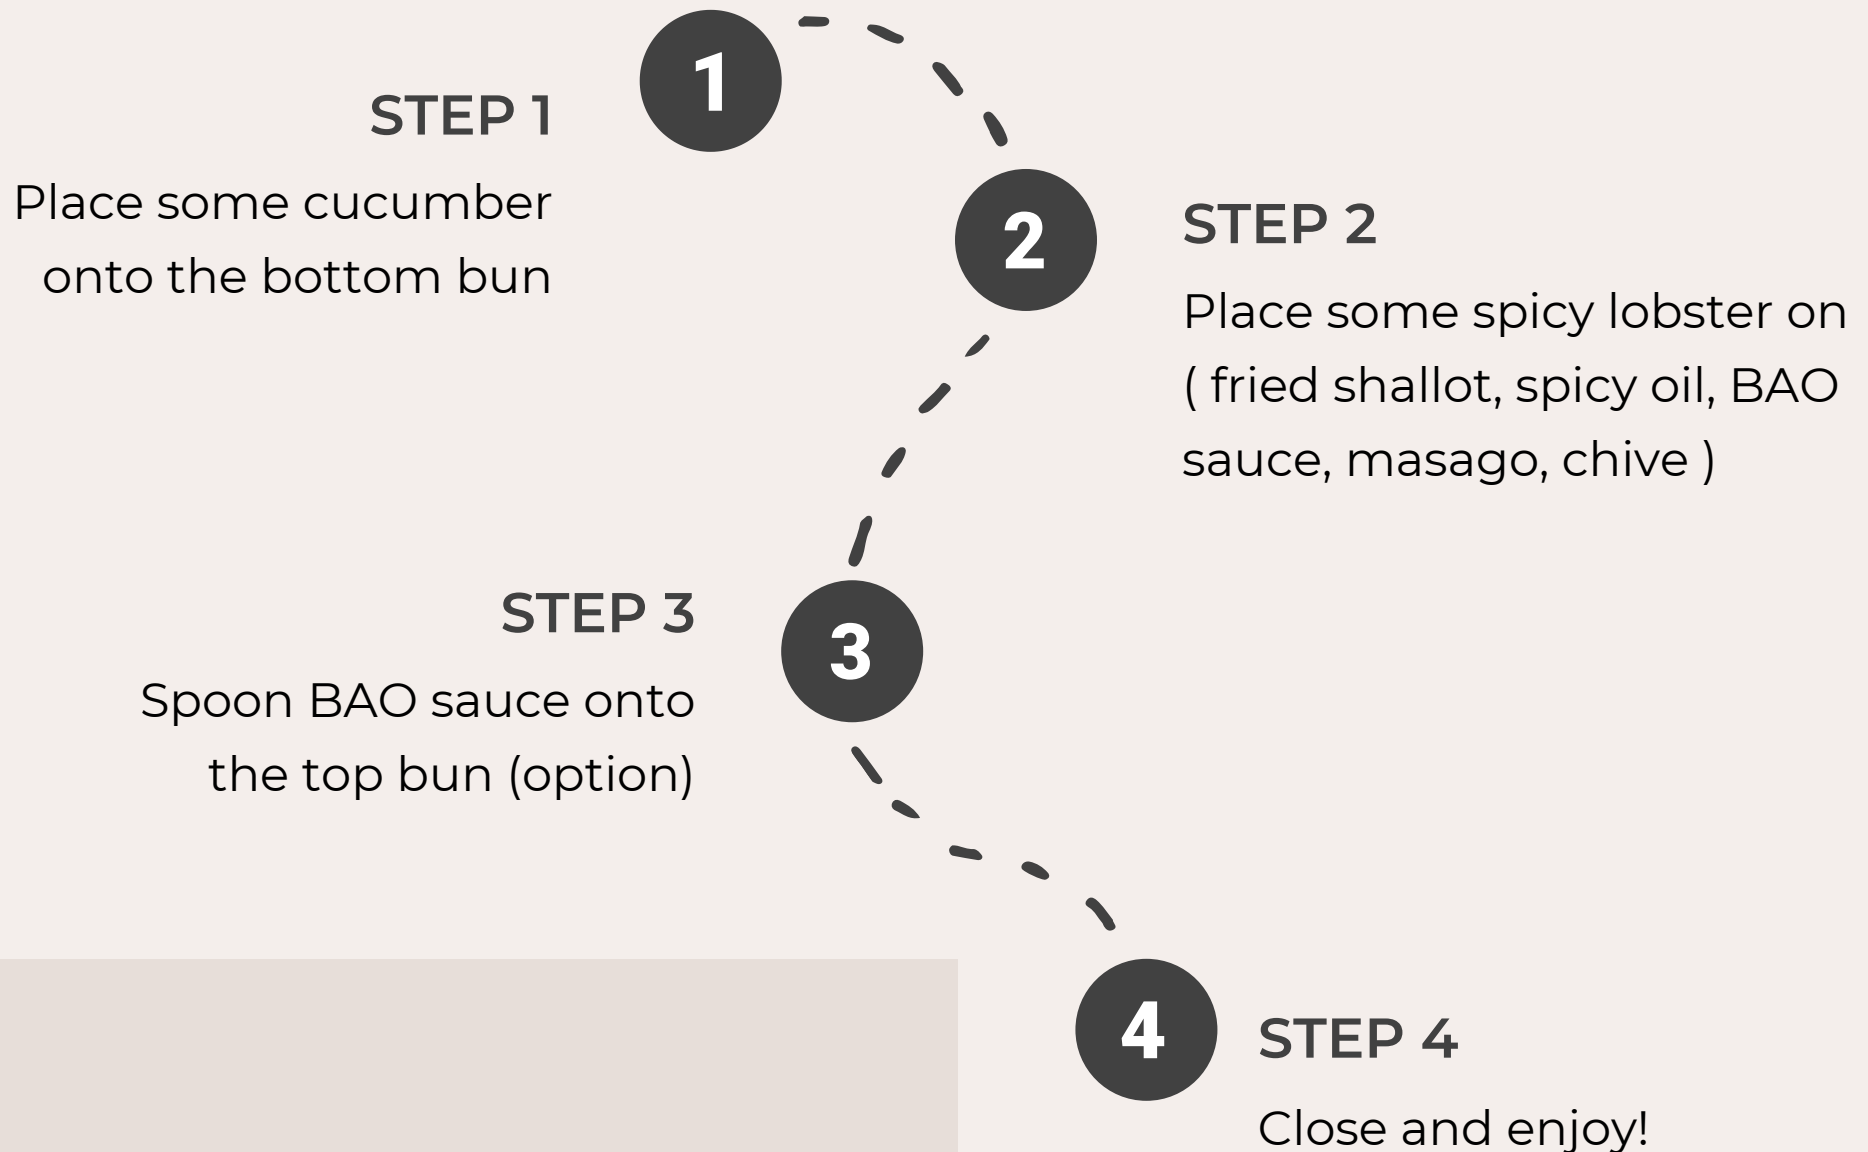 1
STEP 1
Place some cucumber
onto the bottom bun
2
STEP 2
Place some spicy lobster on
( fried shallot, spicy oil, BAO
sauce, masago, chive )
3
STEP 3
Spoon BAO sauce onto
the top bun (option)
4
STEP 4
Close and enjoy!